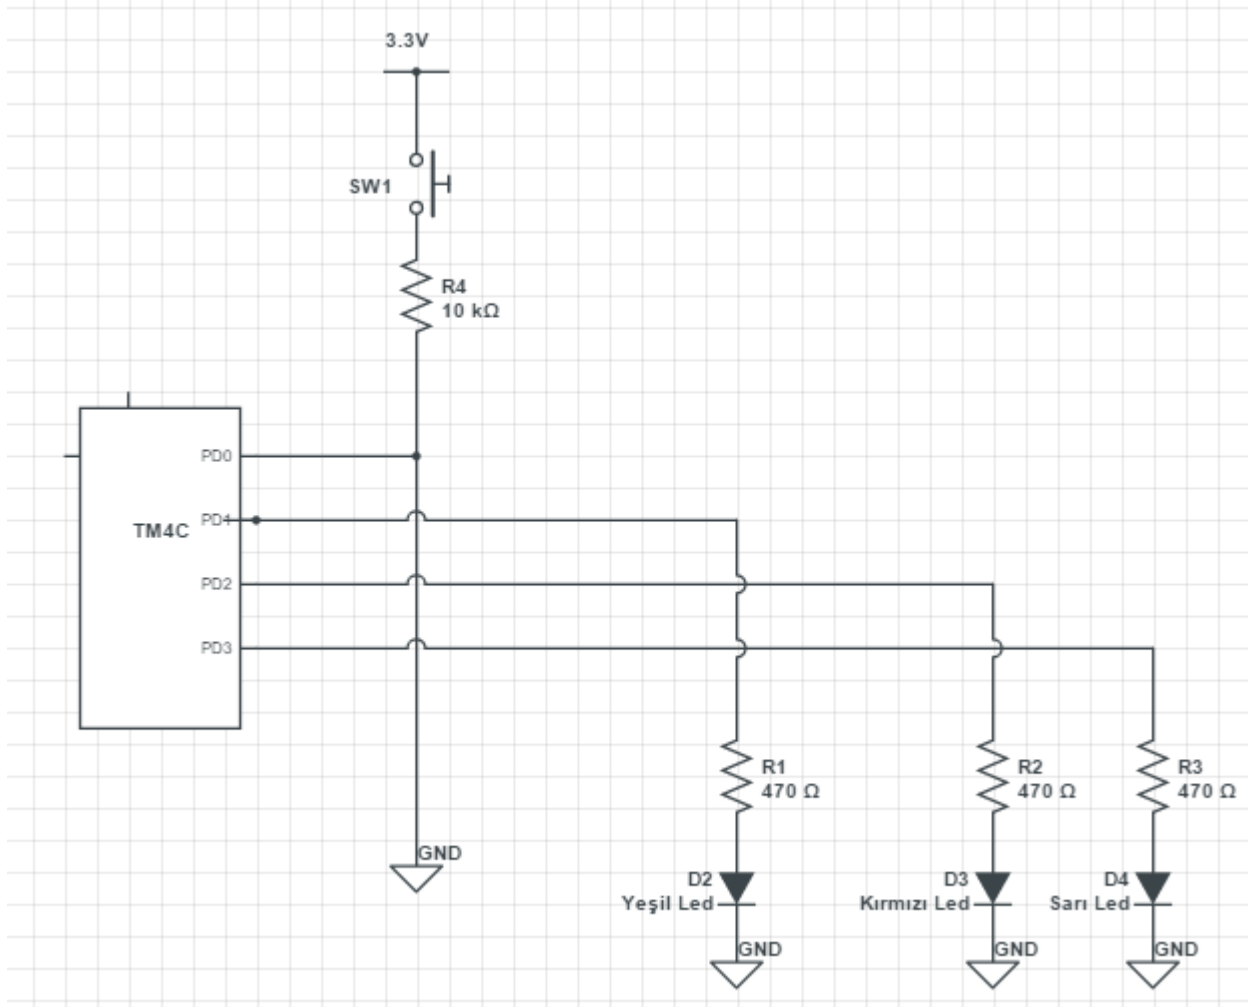 3.3V
SW1
R4
10 kΩ
PD0
TM4C
PD1
PD2
PD3
R1
470 Ω
R2
470 Ω
R3
470 Ω
GND
D2
Yeşil Led
D3
Kırmızı Led
D4
Sarı Led
GND
GND
GND